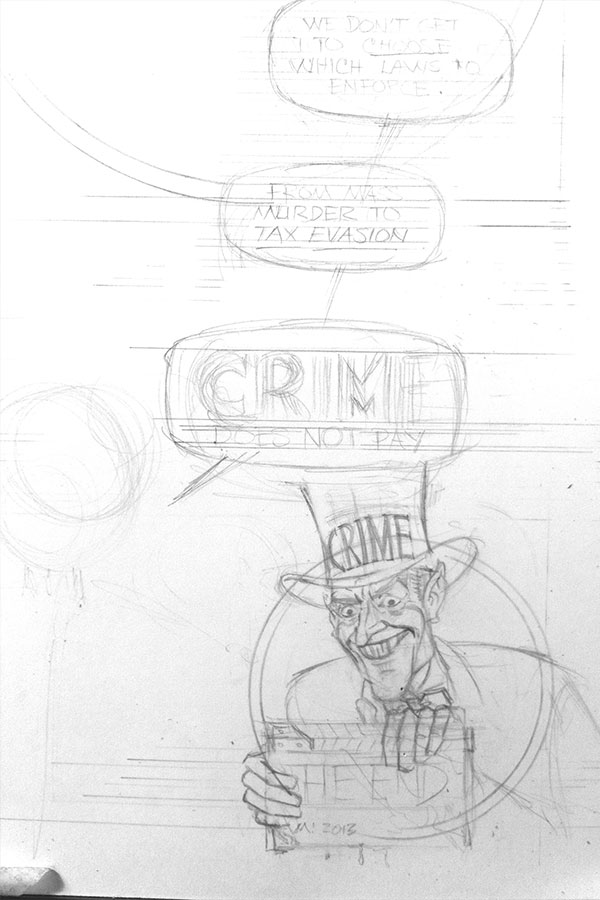 WE DON'T GET
TO CHOOSE
WHICH LAWS TO
ENFORCE.
FROM MASS
MURDER TO
TAX EVASION
CRIME
DOES NOT PAY
CRIME
THE END
2013